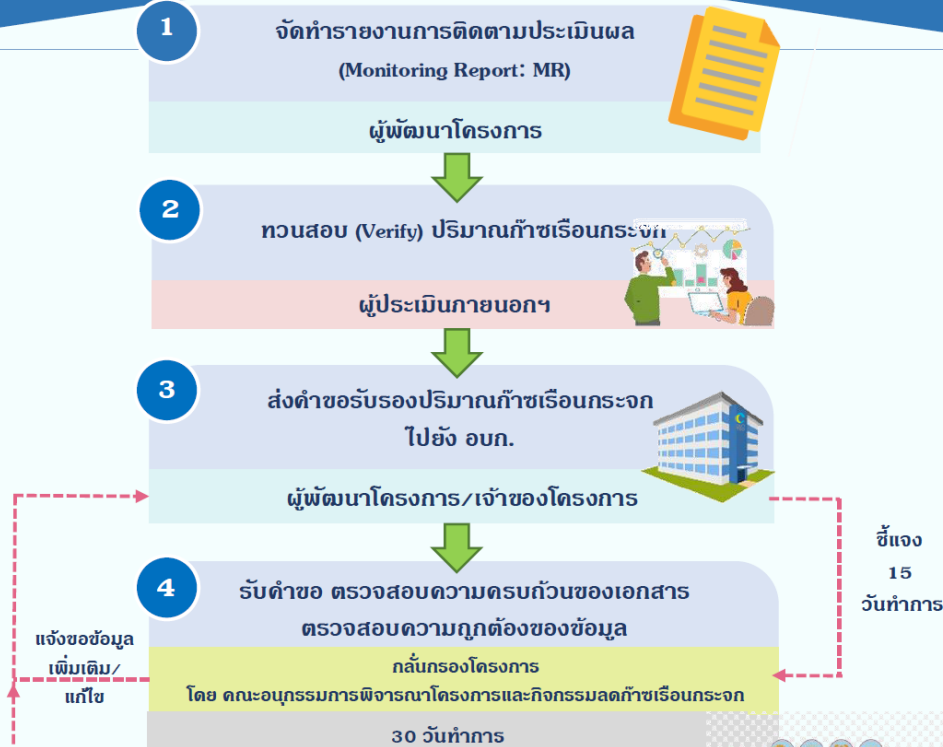 1
จัดทำรายงานการติดตามประเมินผล
(Monitoring Report: MR)
ผู้พัฒนาโครงการ
2
ทวนสอบ (Verify) ปริมาณก๊าซเรือนกระจก
ผู้ประเมินภายนอกฯ
3
ส่งคำขอรับรองปริมาณก๊าซเรือนกระจก
ไปยัง อบก.
ผู้พัฒนาโครงการ/เจ้าของโครงการ
ชี้แจง
15
วันทำการ
4
รับคำขอ ตรวจสอบความครบถ้วนของเอกสาร
ตรวจสอบความถูกต้องของข้อมูล
แจ้งขอข้อมูล
เพิ่มเติม/
แก้ไข
กลั่นกรองโครงการ
โดย คณะอนุกรรมการพิจารณาโครงการและกิจกรรมลดก๊าซเรือนกระจก
30 วันทำการ